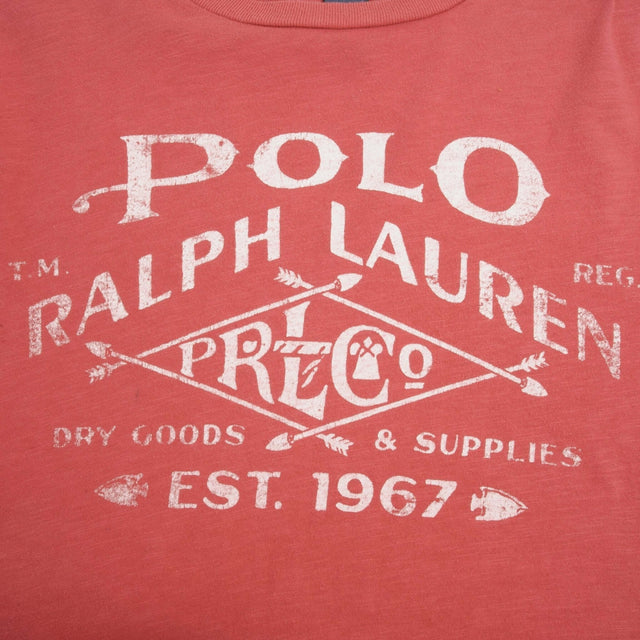 POLO
RALPH LAUREN
T.M. REG.
PRLCo
DRY GOODS & SUPPLIES
EST. 1967